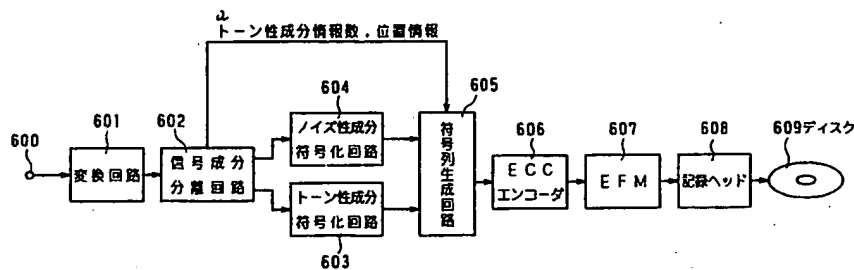 a
トーン性成分情報数,位置情報
600
601
変換回路
602
信号成分
分離回路
604
ノイズ性成分
符号化回路
トーン性成分
符号化回路
603
605
符号列生成回路
606
ECC
エンコーダ
607
EFM
608
記録ヘッド
609ディスク